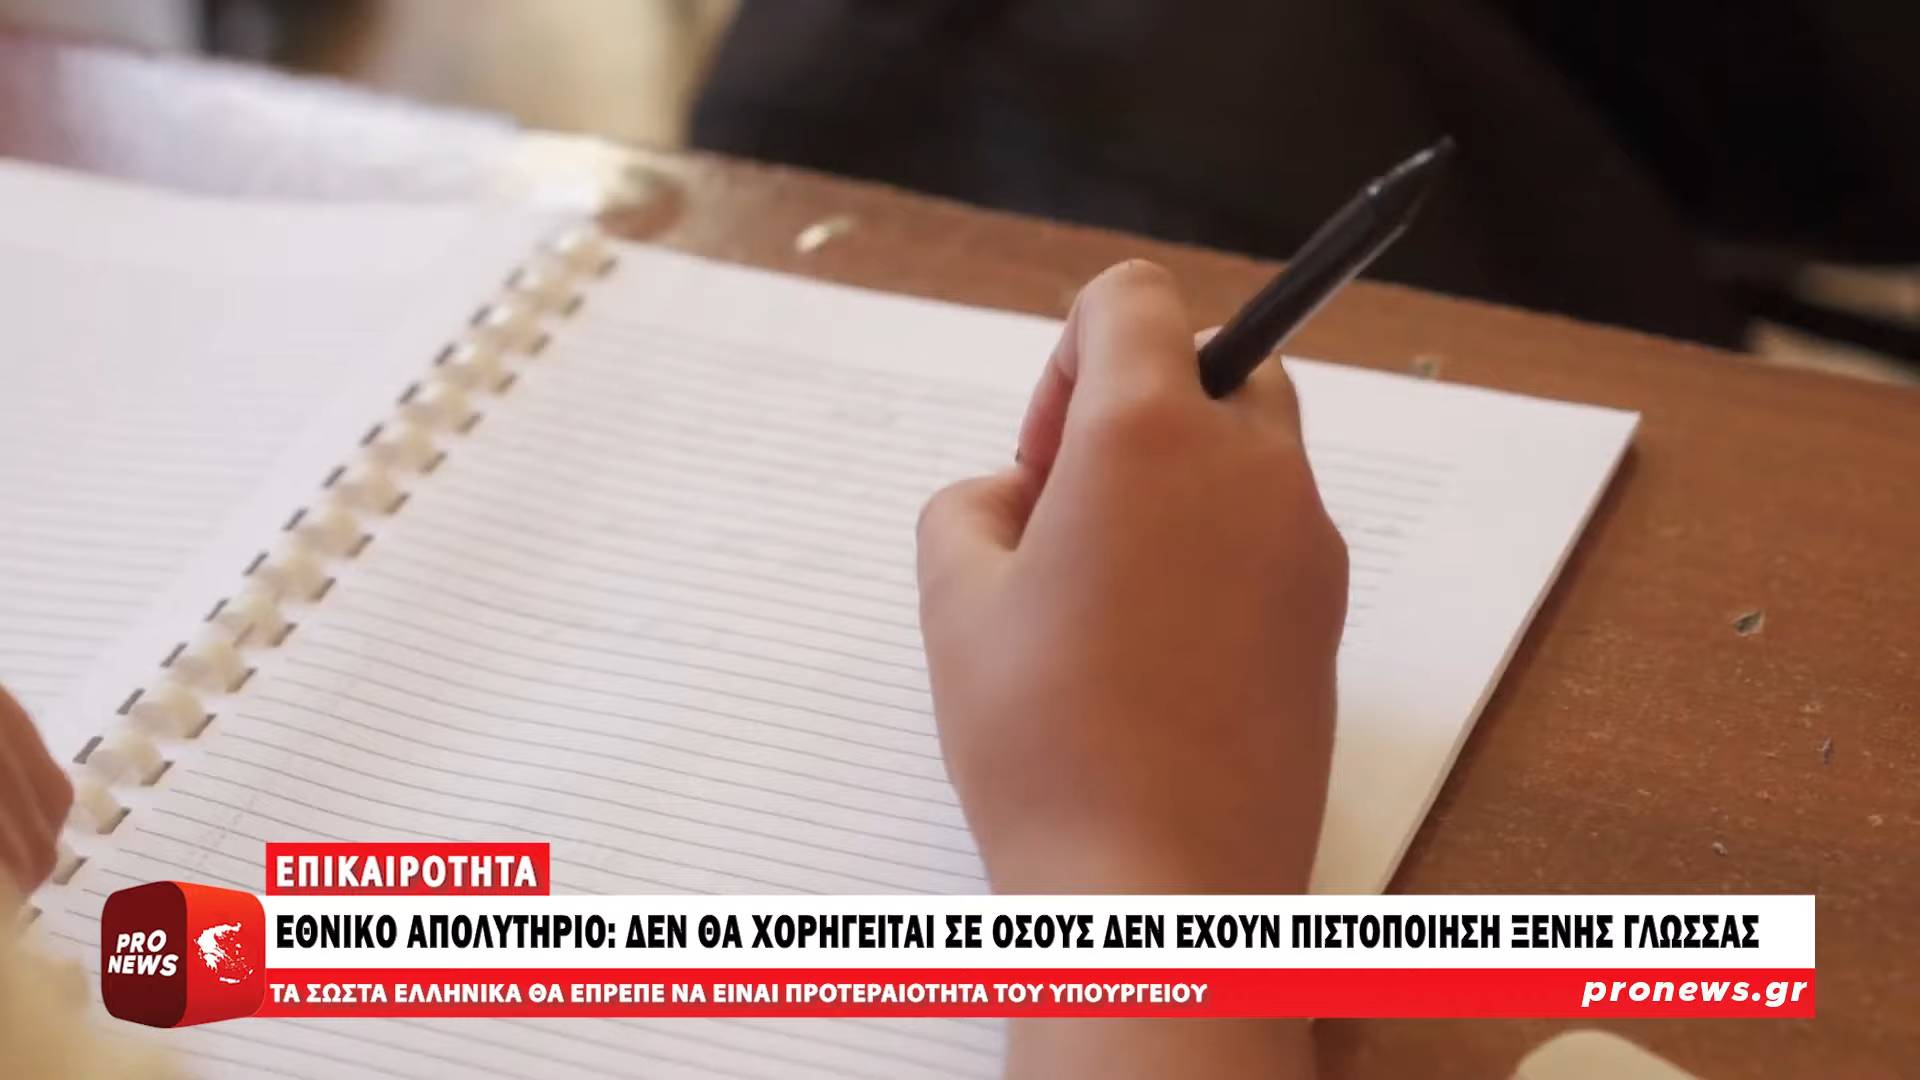 ΕΠΙΚΑΙΡΟΤΗΤΑ
ΕΘΝΙΚΟ ΑΠΟΛΥΤΗΡΙΟ: ΔΕΝ ΘΑ ΧΟΡΗΓΕΙΤΑΙ ΣΕ ΟΣΟΥΣ ΔΕΝ ΕΧΟΥΝ ΠΙΣΤΟΠΟΙΗΣΗ ΞΕΝΗΣ ΓΛΩΣΣΑΣ
PRO
NEWS
ΤΑ ΣΩΣΤΑ ΕΛΛΗΝΙΚΑ ΘΑ ΕΠΡΕΠΕ ΝΑ ΕΙΝΑΙ ΠΡΟΤΕΡΑΙΟΤΗΤΑ ΤΟΥ ΥΠΟΥΡΓΕΙΟΥ
pronews.gr